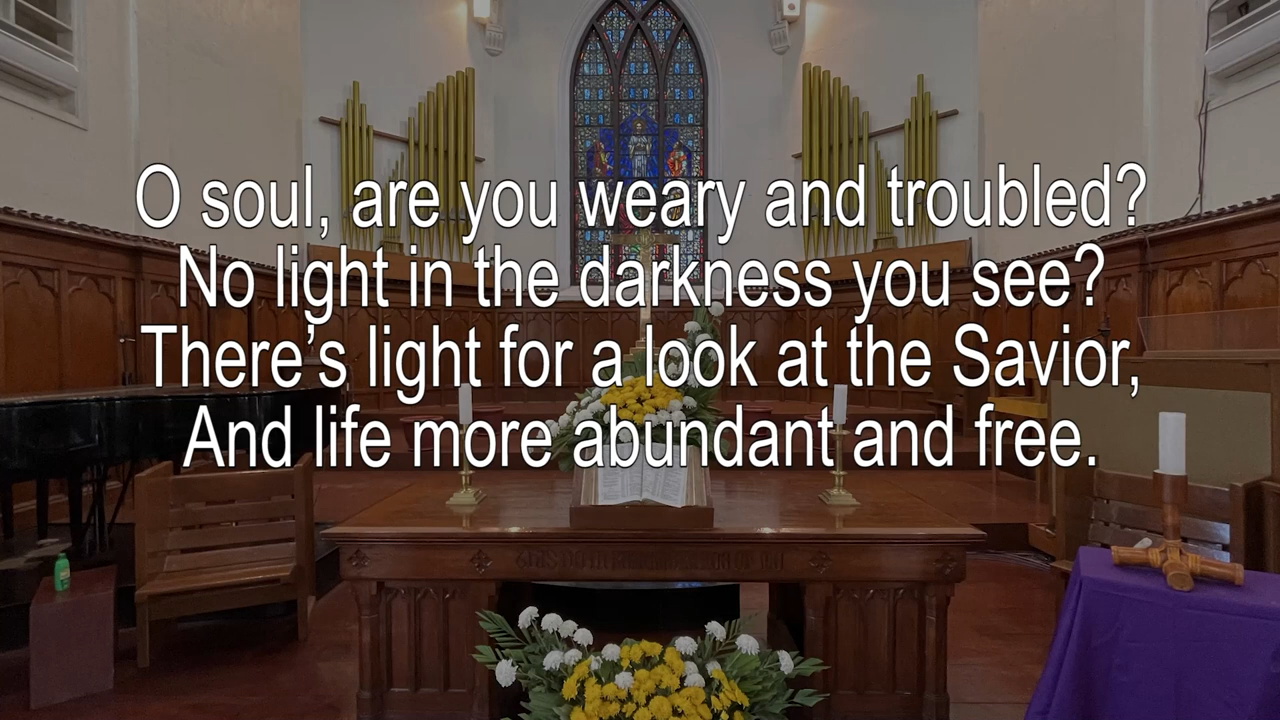 O soul, are you weary and troubled?
No light in the darkness you see?
There’s light for a look at the Savior,
And life more abundant and free.